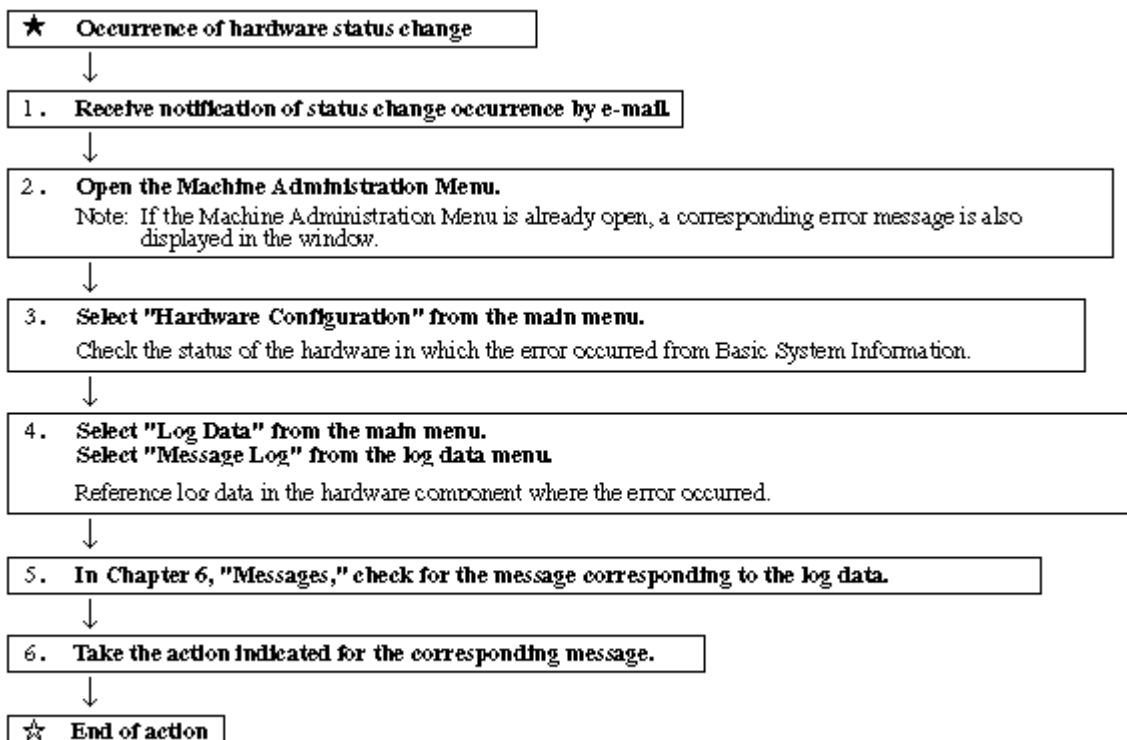 ★ Occurrence of hardware status change
↓
1. Receive notification of status change occurrence by e-mail.
↓
2. Open the Machine Administration Menu.
Note: If the Machine Administration Menu is already open, a corresponding error message is also
displayed in the window.
↓
3. Select "Hardware Configuration" from the main menu.
Check the status of the hardware in which the error occurred from Basic System Information.
↓
4. Select "Log Data" from the main menu.
Select "Message Log" from the log data menu.
Reference log data in the hardware component where the error occurred.
↓
5. In Chapter 6, "Messages," check for the message corresponding to the log data.
↓
6. Take the action indicated for the corresponding message.
↓
☆ End of action